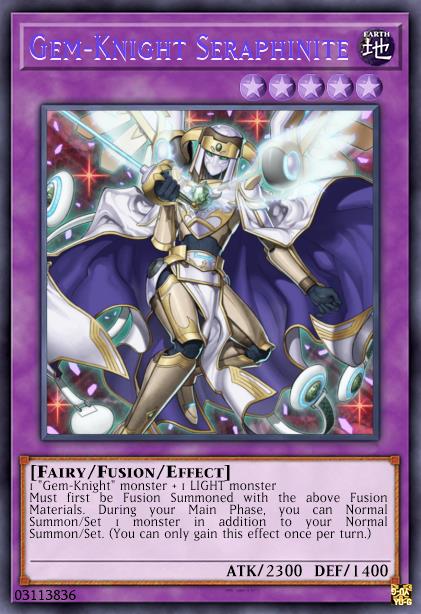 Gem-Knight Seraphinite
EARTH
地
[Fairy/Fusion/Effect]
1 "Gem-Knight" monster + 1 LIGHT monster
Must first be Fusion Summoned with the above Fusion
Materials. During your Main Phase, you can Normal
Summon/Set 1 monster in addition to your Normal
Summon/Set. (You can only gain this effect once per turn.)
ATK/2300 DEF/1400
03113836